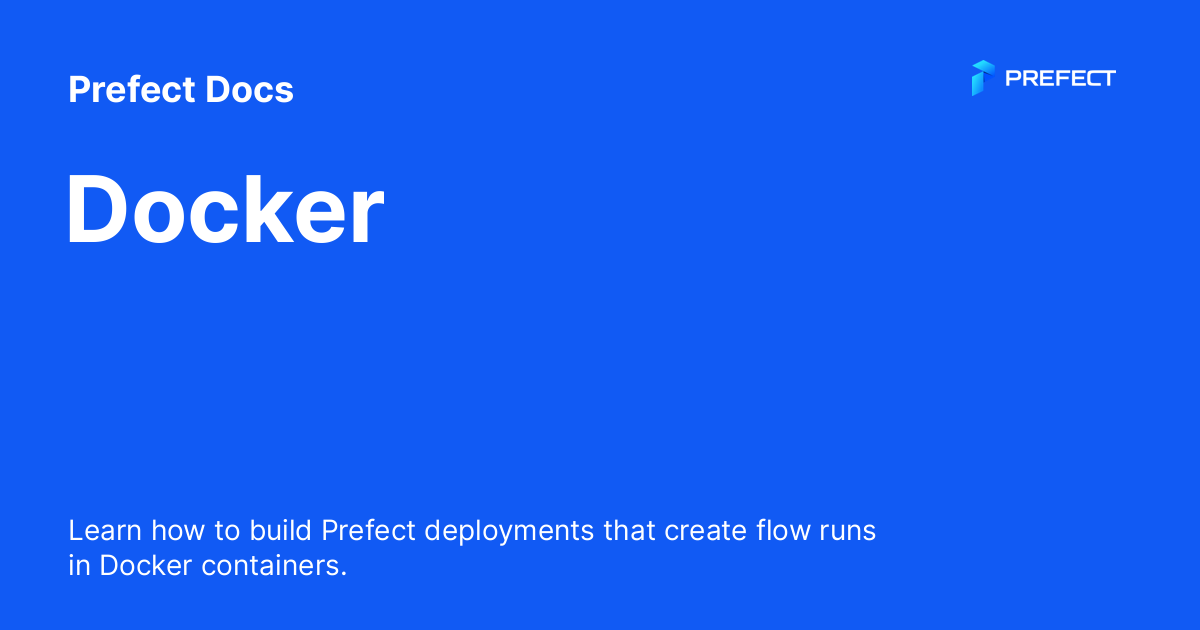 Prefect Docs
PREFECT
Docker
Learn how to build Prefect deployments that create flow runs
in Docker containers.